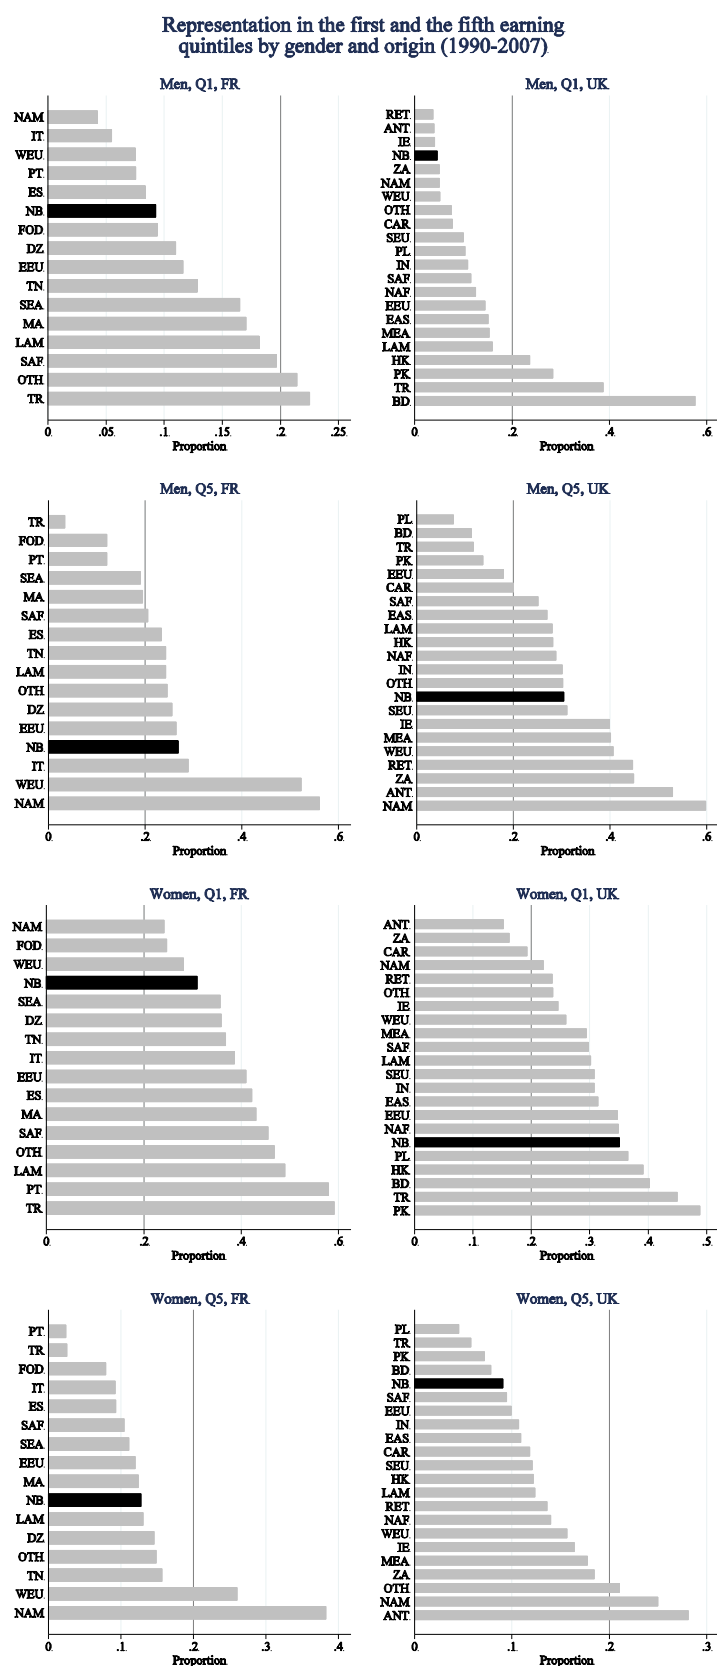 Representation in the first and the fifth earning
quintiles by gender and origin (1990-2007)
Men, Q1, FR
NAM
IT
WEU
PT
ES
NB
FOD
DZ
EEU
TN
SEA
MA
LAM
SAF
OTH
TR
0 .05 .1 .15 .2 .25
Proportion
Men, Q1, UK
RET
ANT
IE
NB
ZA
NAM
WEU
OTH
CAR
SEU
PL
IN
SAF
NAF
EEU
EAS
MEA
LAM
HK
PK
TR
BD
0 .2 .4 .6
Proportion
Men, Q5, FR
TR
FOD
PT
SEA
MA
SAF
ES
TN
LAM
OTH
DZ
EEU
NB
IT
WEU
NAM
0 .2 .4 .6
Proportion
Men, Q5, UK
PL
BD
TR
PK
EEU
CAR
SAF
EAS
LAM
HK
NAF
IN
OTH
NB
SEU
IE
MEA
WEU
RET
ZA
ANT
NAM
0 .2 .4 .6
Proportion
Women, Q1, FR
NAM
FOD
WEU
NB
SEA
DZ
TN
IT
EEU
ES
MA
SAF
OTH
LAM
PT
TR
0 .2 .4 .6
Proportion
Women, Q1, UK
ANT
ZA
CAR
NAM
RET
OTH
IE
WEU
MEA
SAF
LAM
SEU
IN
EAS
EEU
NAF
NB
PL
HK
BD
TR
PK
0 .1 .2 .3 .4 .5
Proportion
Women, Q5, FR
PT
TR
FOD
IT
ES
SAF
SEA
EEU
MA
NB
LAM
DZ
OTH
TN
WEU
NAM
0 .1 .2 .3 .4
Proportion
Women, Q5, UK
PL
TR
PK
BD
NB
SAF
EEU
IN
EAS
CAR
SEU
HK
LAM
RET
NAF
WEU
IE
MEA
ZA
OTH
NAM
ANT
0 .1 .2 .3
Proportion